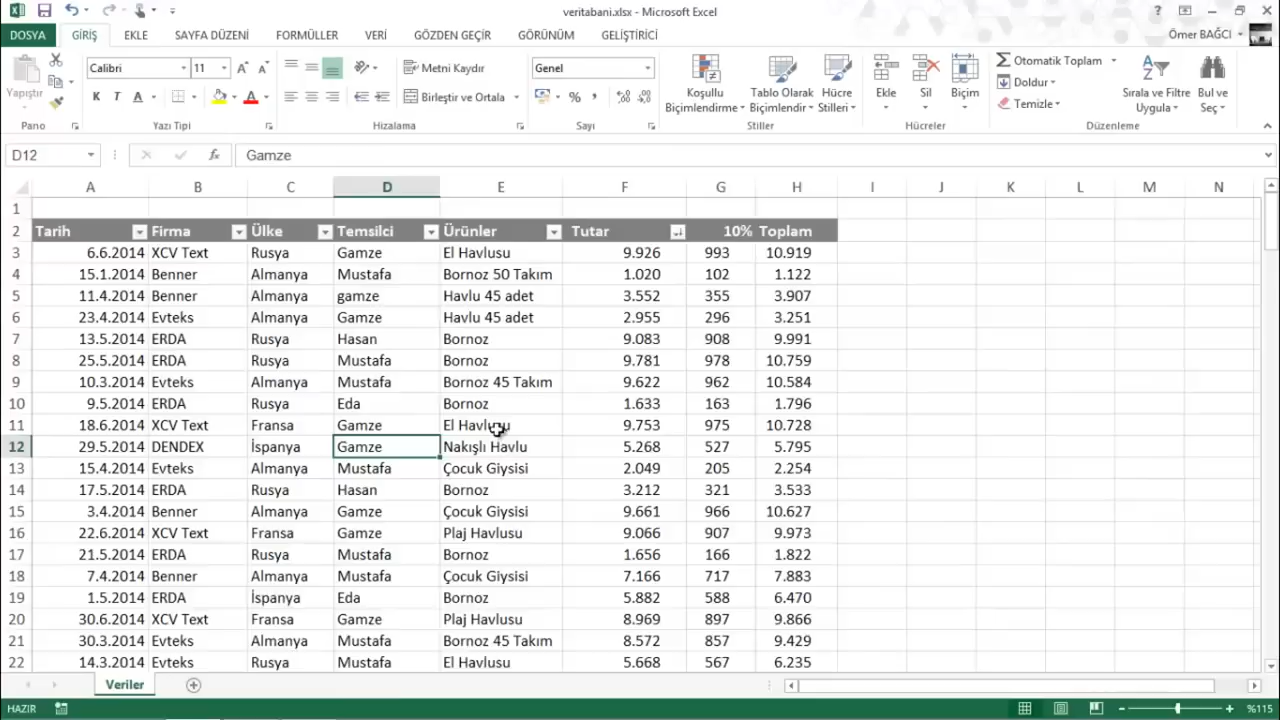 veritabani.xlsx - Microsoft Excel
DOSYA GİRİŞ EKLE SAYFA DÜZENİ FORMÜLLER VERİ GÖZDEN GEÇİR GÖRÜNÜM GELİŞTİRİCİ Ömer BAĞCI
Yapıştır
Calibri 11
K T A A
Pano Yazı Tipi
Metni Kaydır
Birleştir ve Ortala
Hizalama
Genel
Sayı
Koşullu Biçimlendirme
Tablo Olarak Biçimlendir
Hücre Stilleri
Stiller
Ekle Sil Biçim
Hücreler
Otomatik Toplam
Doldur
Temizle
Sırala ve Filtre Uygula
Bul ve Seç
Düzenleme
D12 fx Gamze
A B C D E F G H I J K L M N
1
2 Tarih Firma Ülke Temsilci Ürünler Tutar 10% Toplam
3 6.6.2014 XCV Text Rusya Gamze El Havlusu 9.926 993 10.919
4 15.1.2014 Benner Almanya Mustafa Bornoz 50 Takım 1.020 102 1.122
5 11.4.2014 Benner Almanya gamze Havlu 45 adet 3.552 355 3.907
6 23.4.2014 Evteks Almanya Gamze Havlu 45 adet 2.955 296 3.251
7 13.5.2014 ERDA Rusya Hasan Bornoz 9.083 908 9.991
8 25.5.2014 ERDA Rusya Mustafa Bornoz 9.781 978 10.759
9 10.3.2014 Evteks Almanya Mustafa Bornoz 45 Takım 9.622 962 10.584
10 9.5.2014 ERDA Rusya Eda Bornoz 1.633 163 1.796
11 18.6.2014 XCV Text Fransa Gamze El Havlusu 9.753 975 10.728
12 29.5.2014 DENDEX İspanya Gamze Nakışlı Havlu 5.268 527 5.795
13 15.4.2014 Evteks Almanya Mustafa Çocuk Giysisi 2.049 205 2.254
14 17.5.2014 ERDA Rusya Hasan Bornoz 3.212 321 3.533
15 3.4.2014 Benner Almanya Gamze Çocuk Giysisi 9.661 966 10.627
16 22.6.2014 XCV Text Fransa Gamze Plaj Havlusu 9.066 907 9.973
17 21.5.2014 ERDA Rusya Mustafa Bornoz 1.656 166 1.822
18 7.4.2014 Benner Almanya Mustafa Çocuk Giysisi 7.166 717 7.883
19 1.5.2014 ERDA İspanya Eda Bornoz 5.882 588 6.470
20 30.6.2014 XCV Text Fransa Gamze Plaj Havlusu 8.969 897 9.866
21 30.3.2014 Evteks Almanya Mustafa Bornoz 45 Takım 8.572 857 9.429
22 14.3.2014 Evteks Rusya Mustafa El Havlusu 5.668 567 6.235
Veriler
HAZIR %115